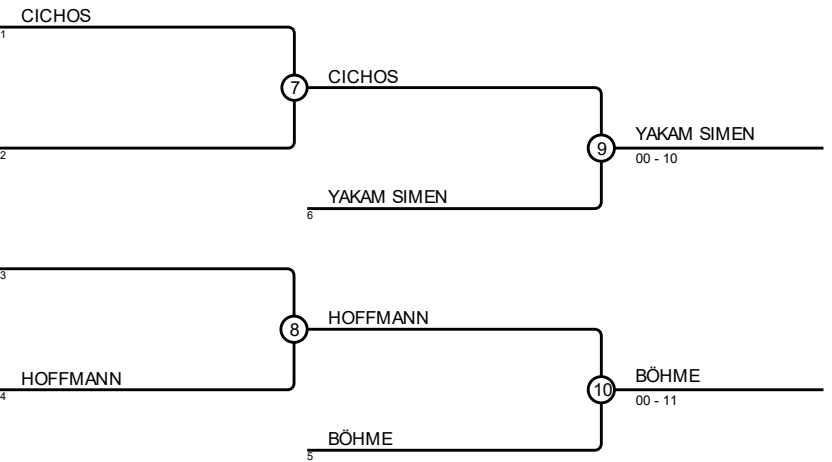 CICHOS
1
7
CICHOS
2
9
YAKAM SIMEN
00 - 10
YAKAM SIMEN
6
3
8
HOFFMANN
HOFFMANN
4
10
BÖHME
00 - 11
BÖHME
5